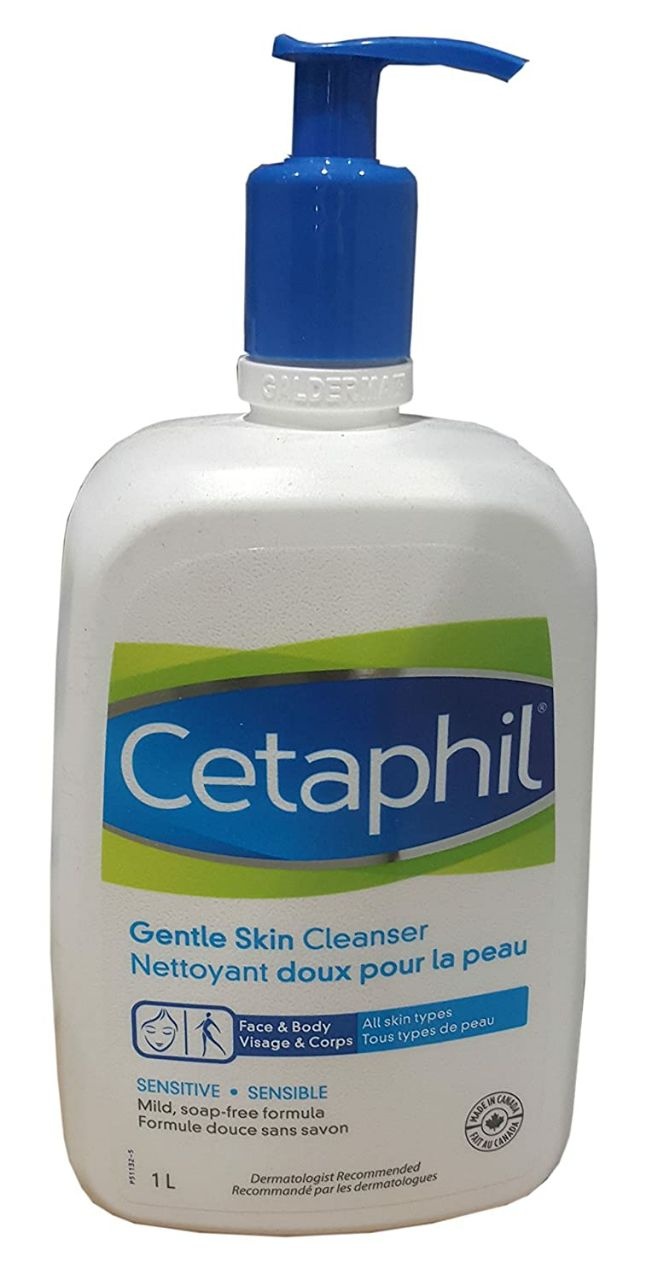 GALDERMA
Cetaphil®
Gentle Skin Cleanser
Nettoyant doux pour la peau
Face & Body
Visage & Corps
All skin types
Tous types de peau
SENSITIVE • SENSIBLE
Mild, soap-free formula
Formule douce sans savon
MADE IN CANADA
FAIT AU CANADA
P51132-5
1 L
Dermatologist Recommended
Recommandé par les dermatologues